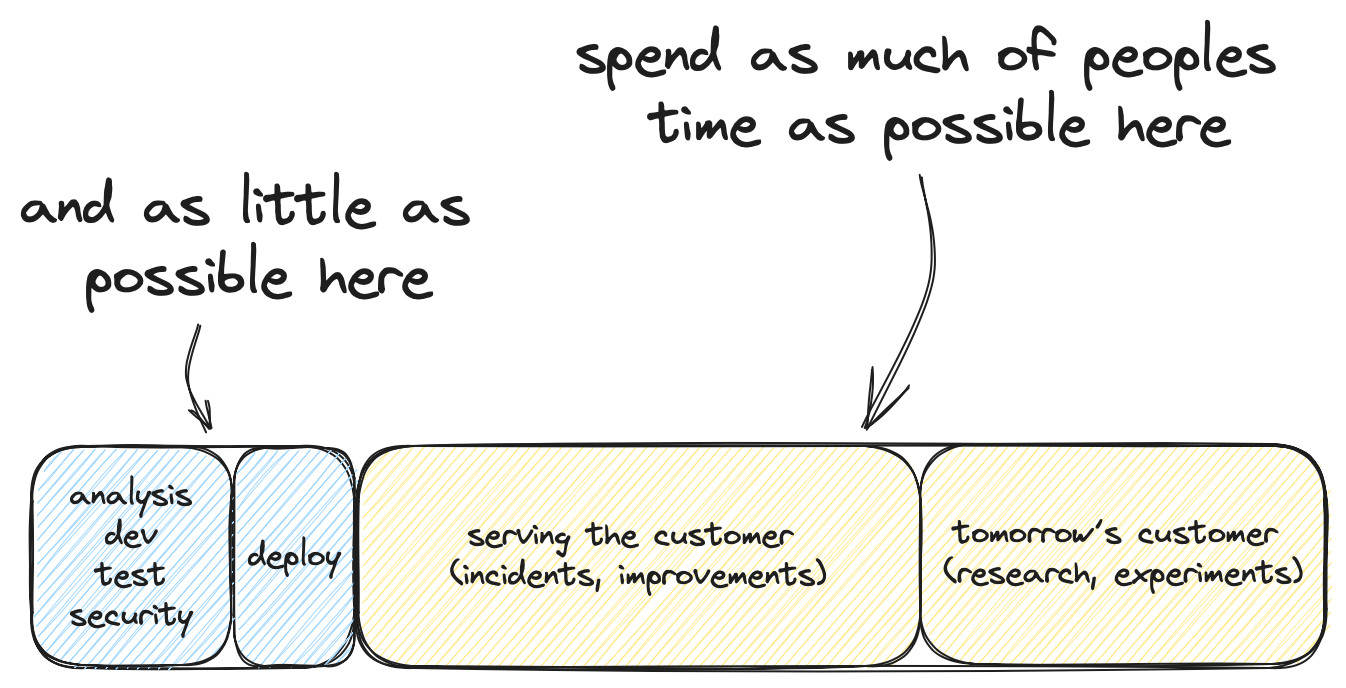 spend as much of peoples
time as possible here
and as little as
possible here
analysis
dev
test
security
deploy
serving the customer
(incidents, improvements)
tomorrow's customer
(research, experiments)